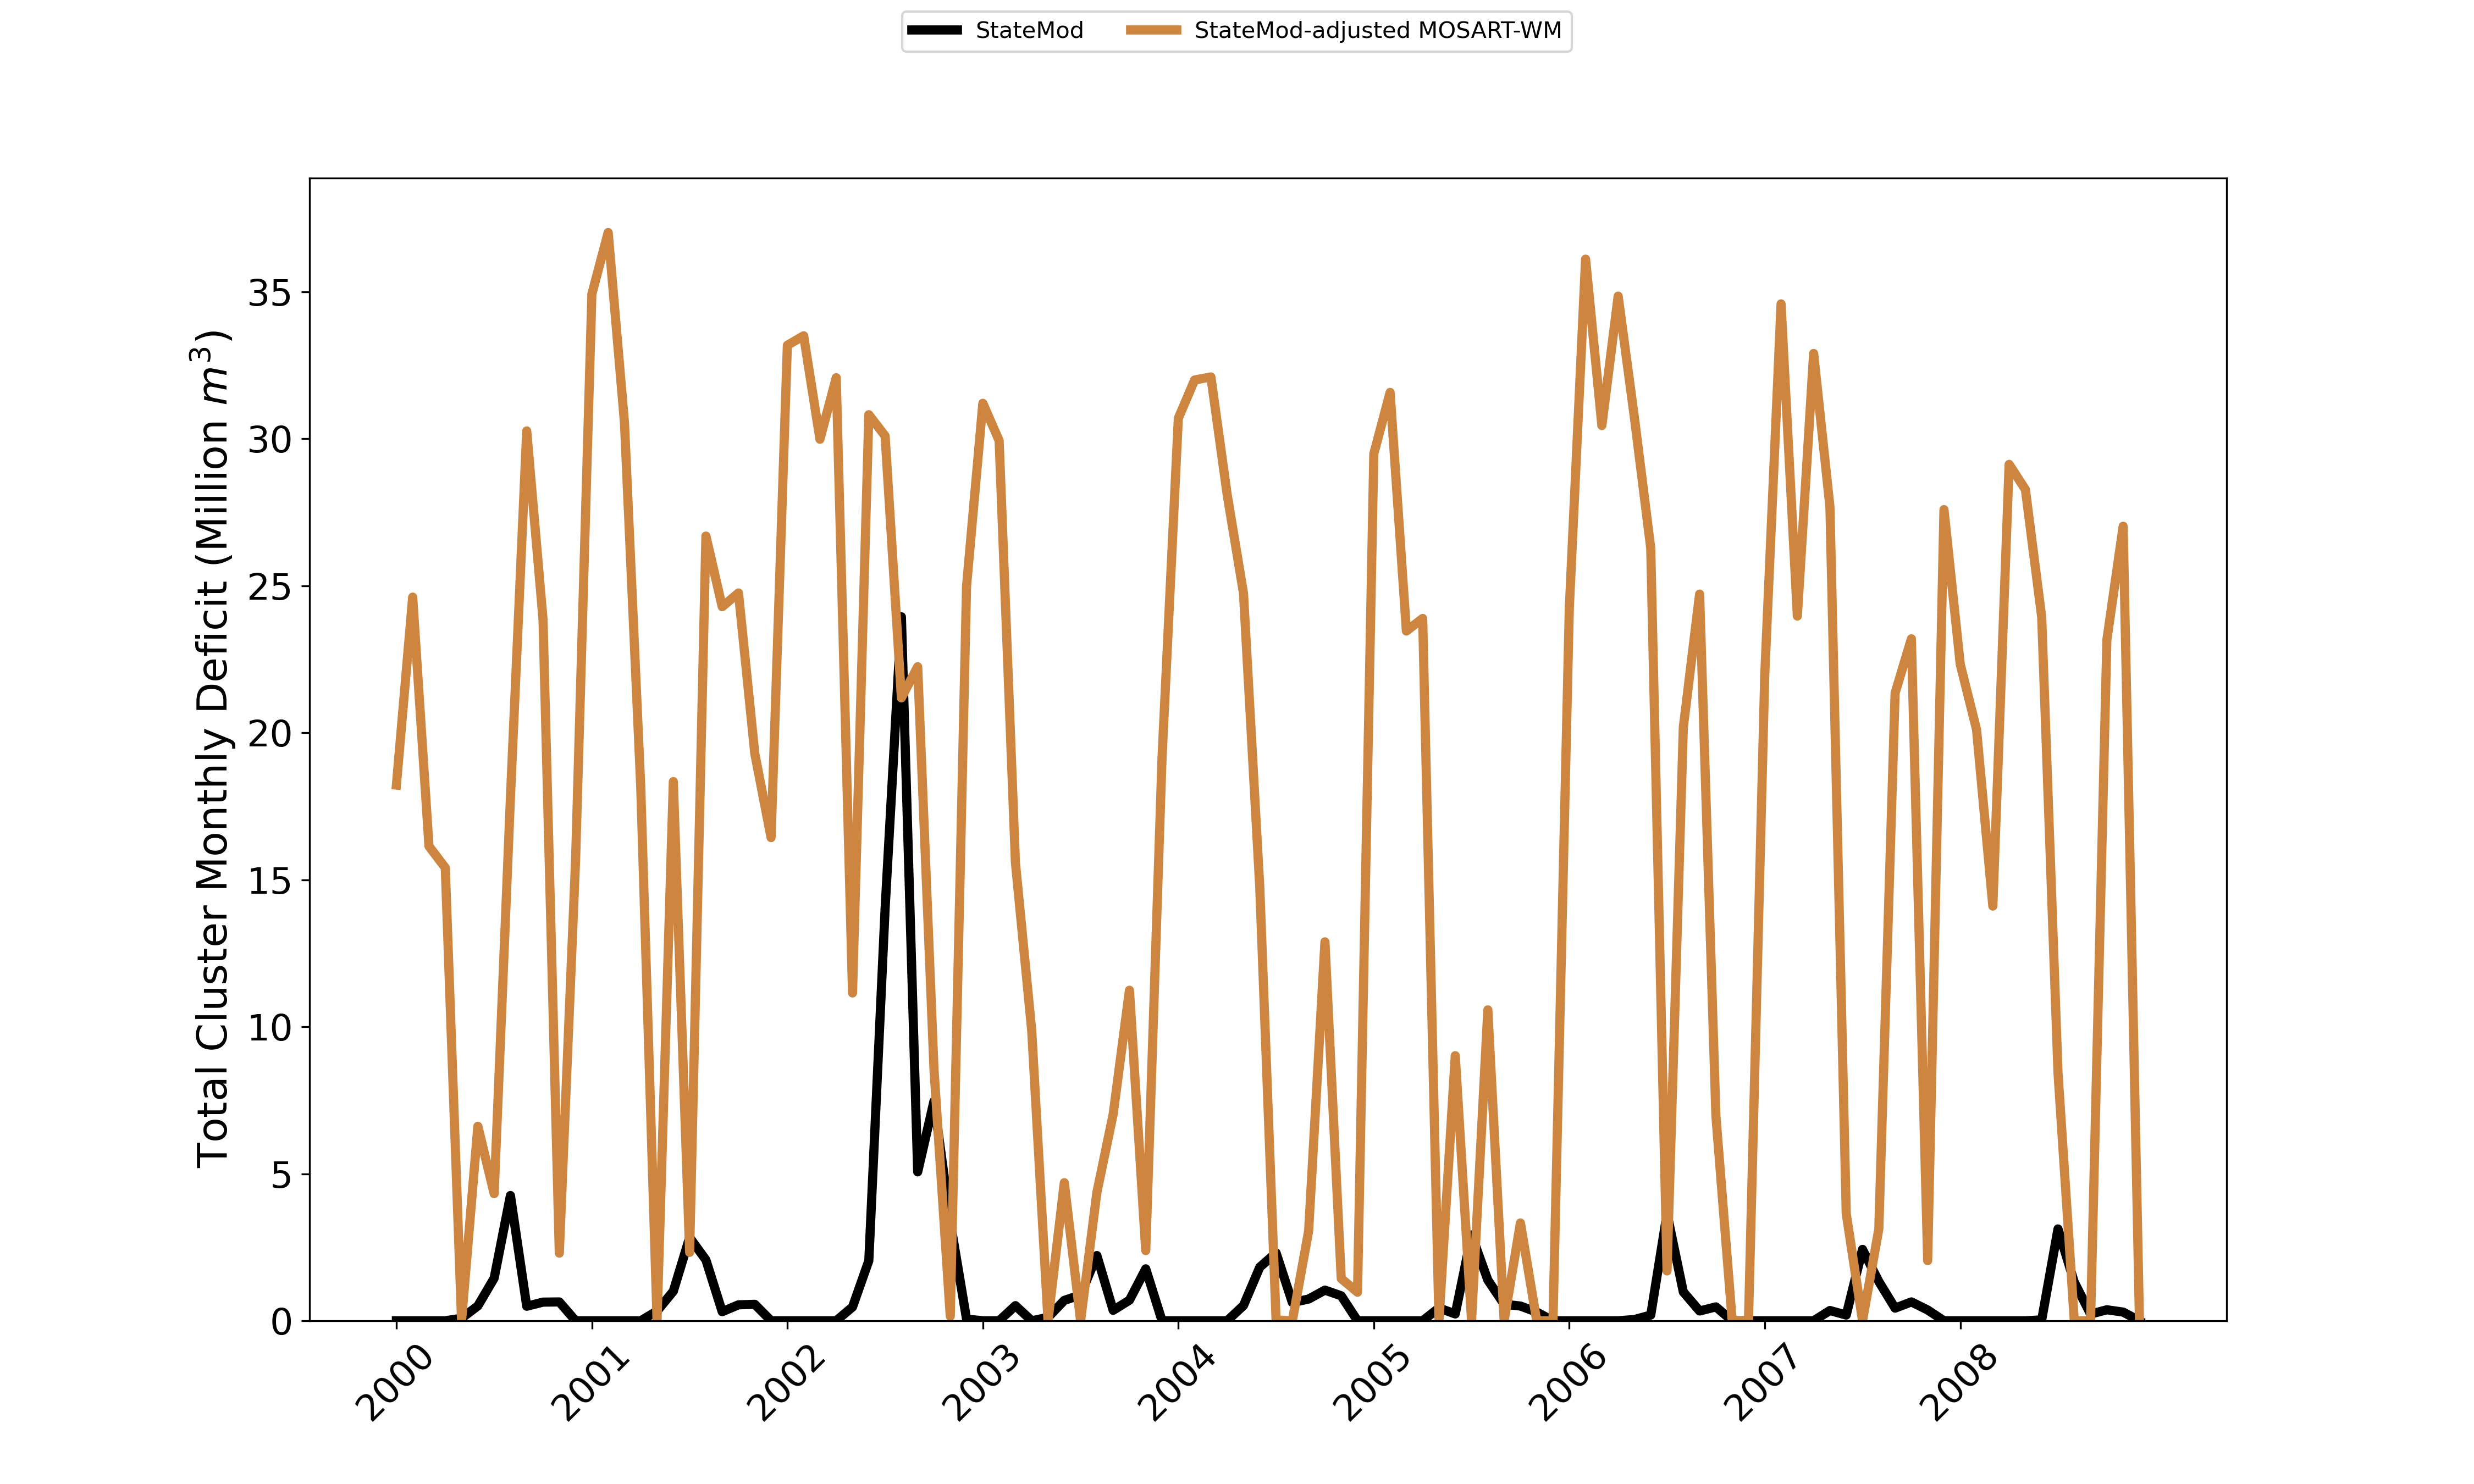 StateMod StateMod-adjusted MOSART-WM
Total Cluster Monthly Deficit (Million m³)
35
30
25
20
15
10
5
0
2000 2001 2002 2003 2004 2005 2006 2007 2008